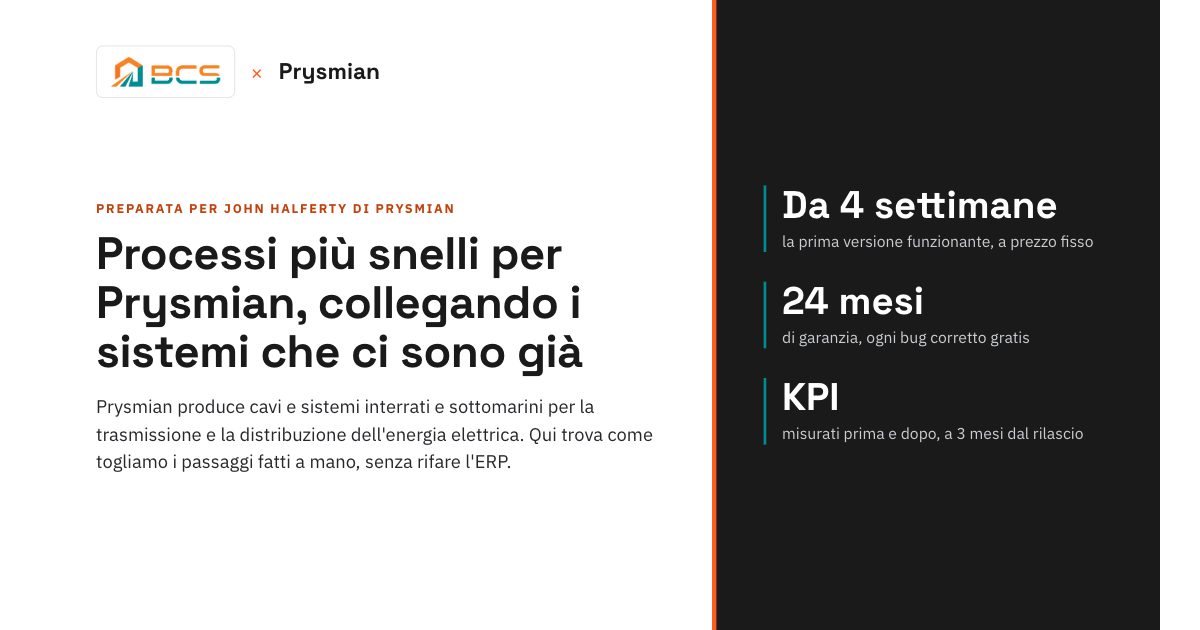 BCS × Prysmian
PREPARATA PER JOHN HALFERTY DI PRYSMIAN
Processi più snelli per
Prysmian, collegando i
sistemi che ci sono già
Prysmian produce cavi e sistemi interrati e sottomarini per la
trasmissione e la distribuzione dell'energia elettrica. Qui trova come
togliamo i passaggi fatti a mano, senza rifare l'ERP.
Da 4 settimane
la prima versione funzionante, a prezzo fisso
24 mesi
di garanzia, ogni bug corretto gratis
KPI
misurati prima e dopo, a 3 mesi dal rilascio